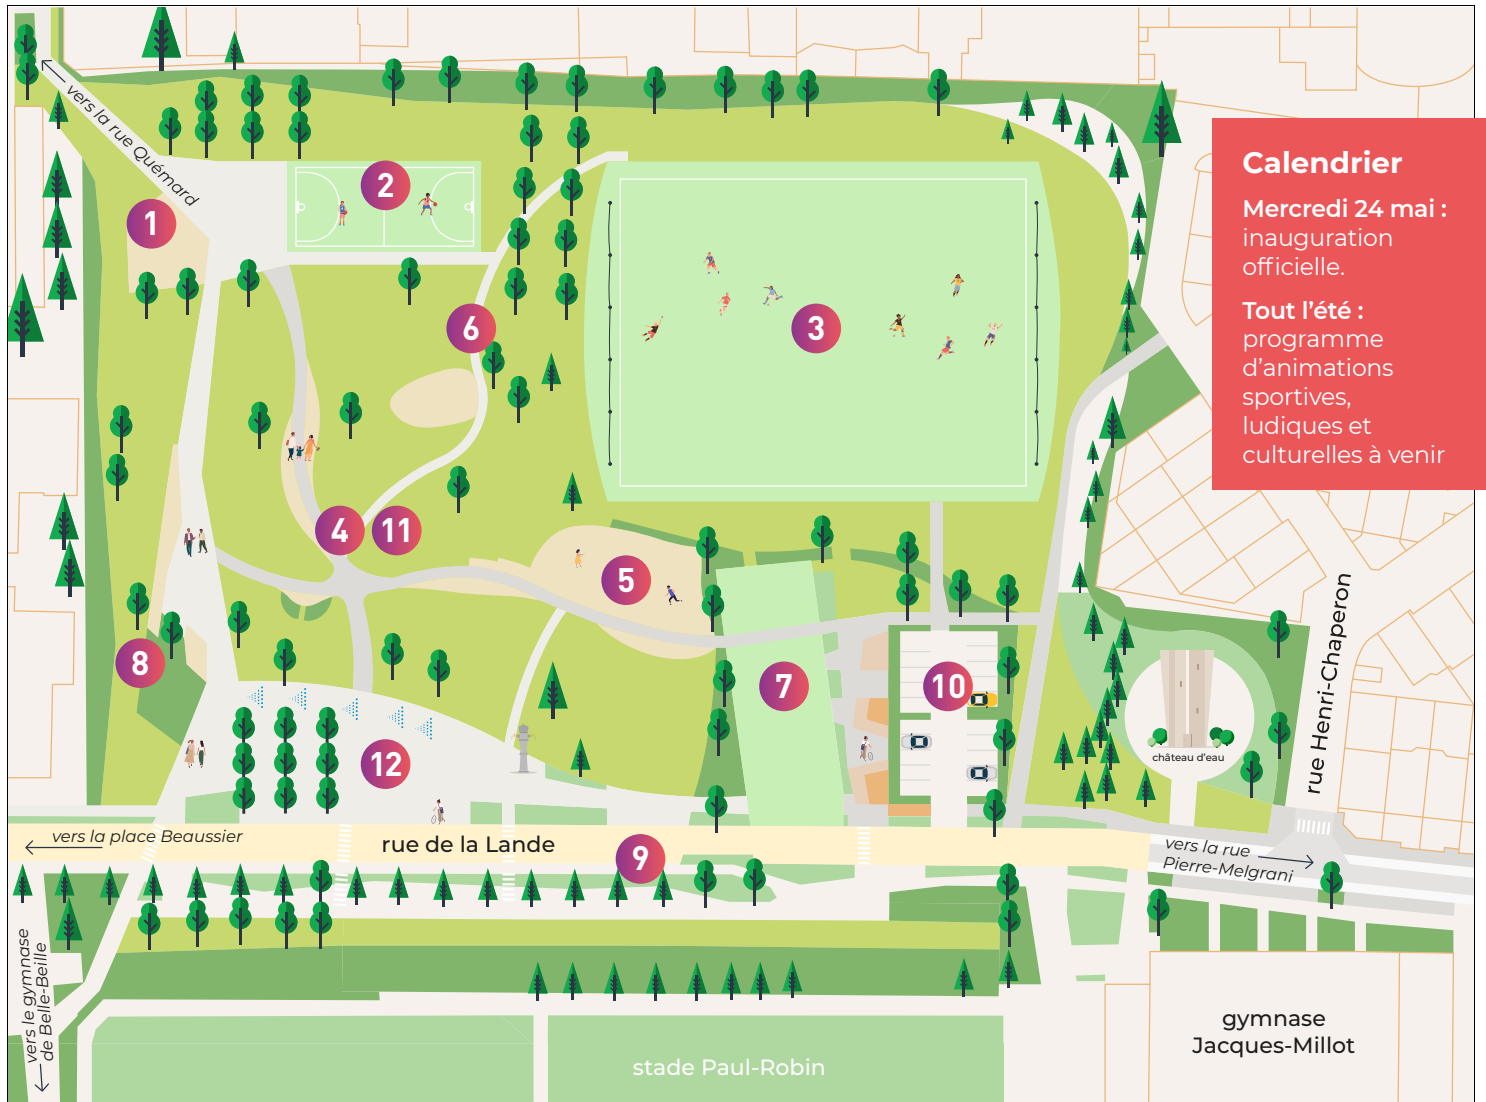 vers la rue Quémard
1
2
3
4
11
5
6
7
8
10
12
9
Calendrier
Mercredi 24 mai :
inauguration
officielle.
Tout l'été :
programme
d'animations
sportives,
ludiques et
culturelles à venir
château d'eau
rue Henri-Chaperon
vers la place Beaussier
rue de la Lande
vers la rue
Pierre-Melgrani
vers le gymnase
de Belle-Beille
stade Paul-Robin
gymnase
Jacques-Millot